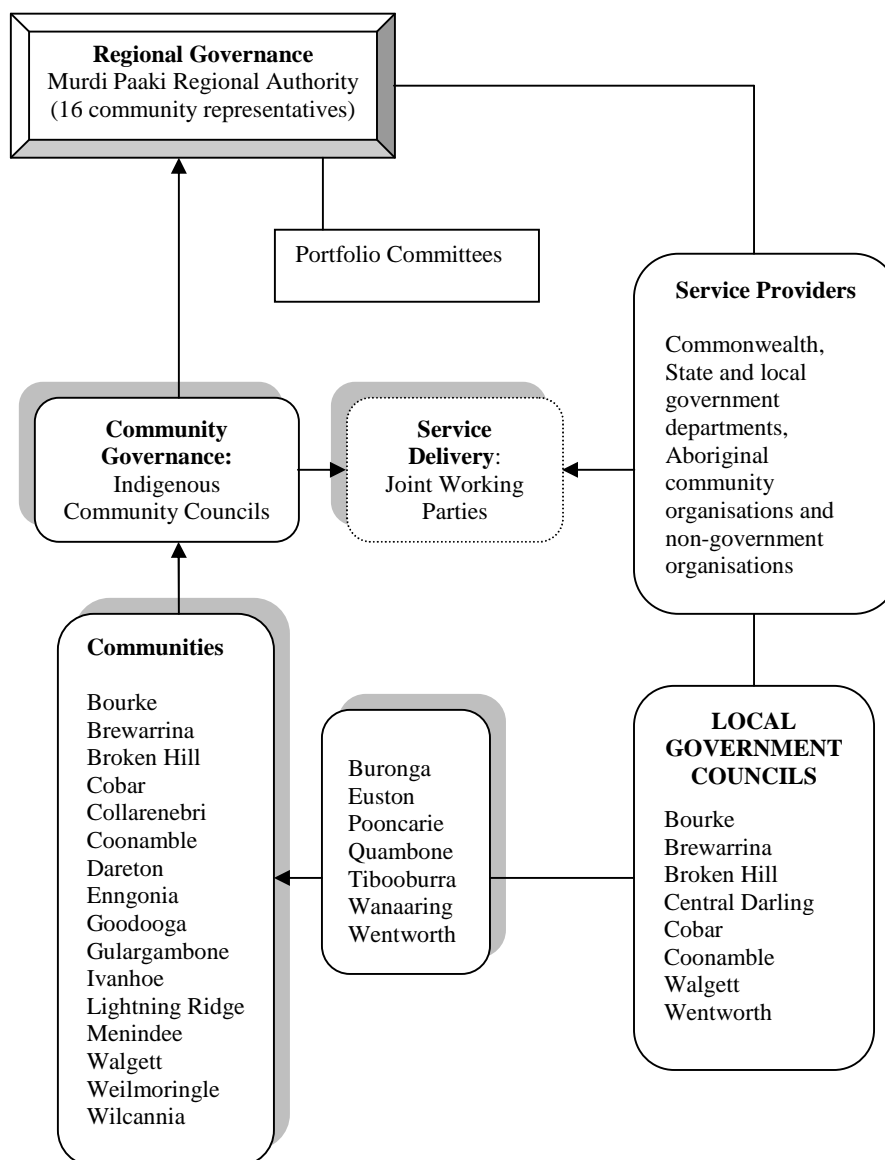 Regional Governance
Murdi Paaki Regional Authority
(16 community representatives)
Portfolio Committees
Service Providers
Commonwealth,
State and local
government
departments,
Aboriginal
community
organisations and
non-government
organisations
Community
Governance:
Indigenous
Community Councils
Service
Delivery:
Joint Working
Parties
Communities
Bourke
Brewarrina
Broken Hill
Cobar
Collarenebri
Coonamble
Dareton
Enngonia
Goodooga
Gulargambone
Ivanhoe
Lightning Ridge
Menindee
Walgett
Weilmoringle
Wilcannia
Buronga
Euston
Pooncarie
Quambone
Tibooburra
Wanaaring
Wentworth
LOCAL
GOVERNMENT
COUNCILS
Bourke
Brewarrina
Broken Hill
Central Darling
Cobar
Coonamble
Walgett
Wentworth